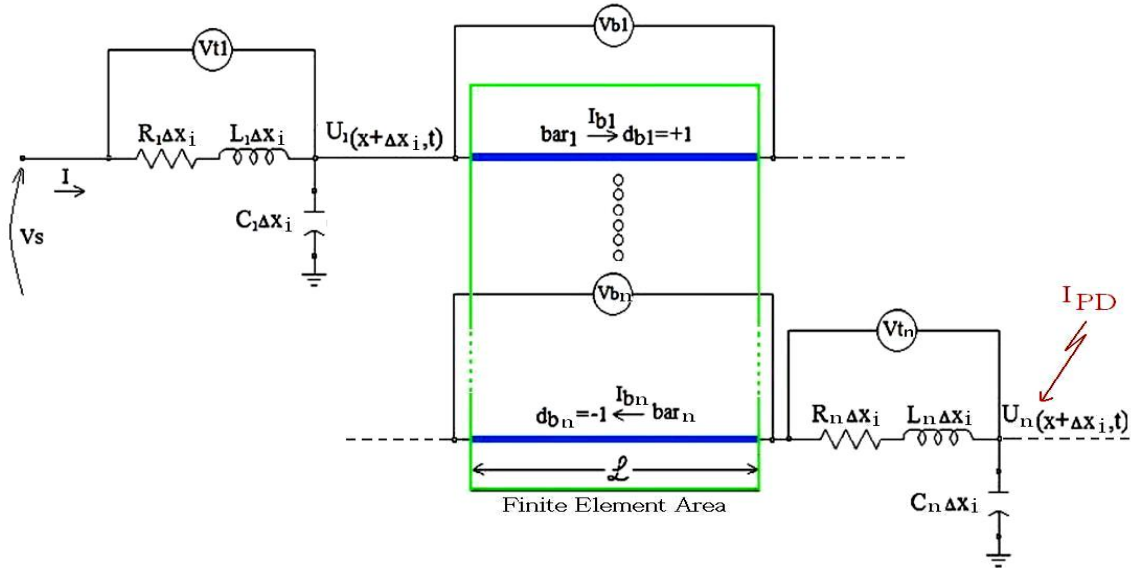 Vb1
Vt1
Ib1
bar1 → db1=+1
R1Δxi
L1Δxi
U1(x+Δxi,t)
I
C1Δxi
Vs
Vbn
IPD
Vtn
Ibn
dbn=-1 ← barn
RnΔxi
LnΔxi
Un(x+Δxi,t)
ℒ
CnΔxi
Finite Element Area